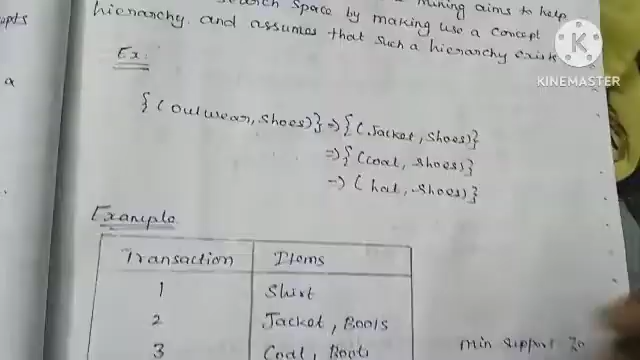 search space by making use a concept
mining aims to help
hierarchy. and assumes that such a hierarchy exists
Ex:
{(outwear, shoes)} => {(Jacket, shoes)}
=> {(coat, shoes)}
=> (hat, shoes)}
Example
Transaction Items
1 Shirt
2 Jacket, Boots
3 Coat, Boots
min support
KINEMASTER